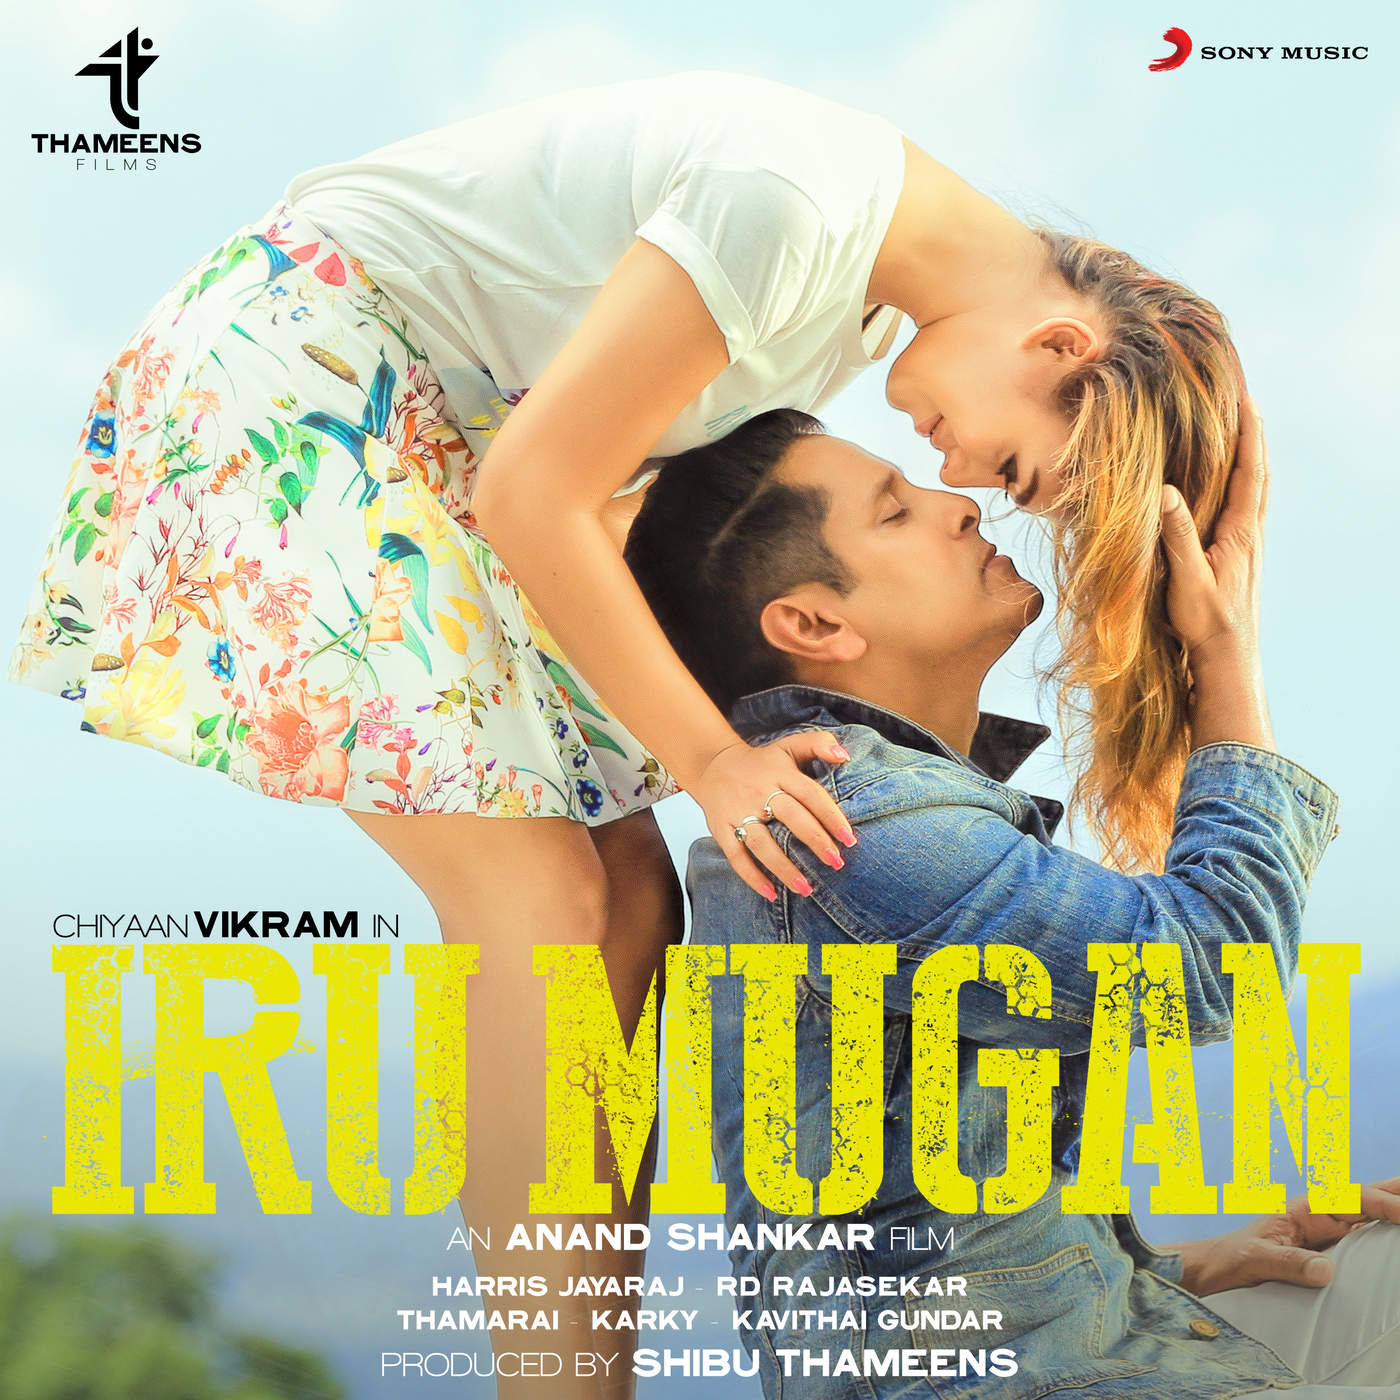 THAMEENS
FILMS
SONY MUSIC
CHIYAAN VIKRAM IN
IRU MUGAN
AN ANAND SHANKAR FILM
HARRIS JAYARAJ - RD RAJASEKAR
THAMARAI - KARKY - KAVITHAI GUNDAR
PRODUCED BY SHIBU THAMEENS